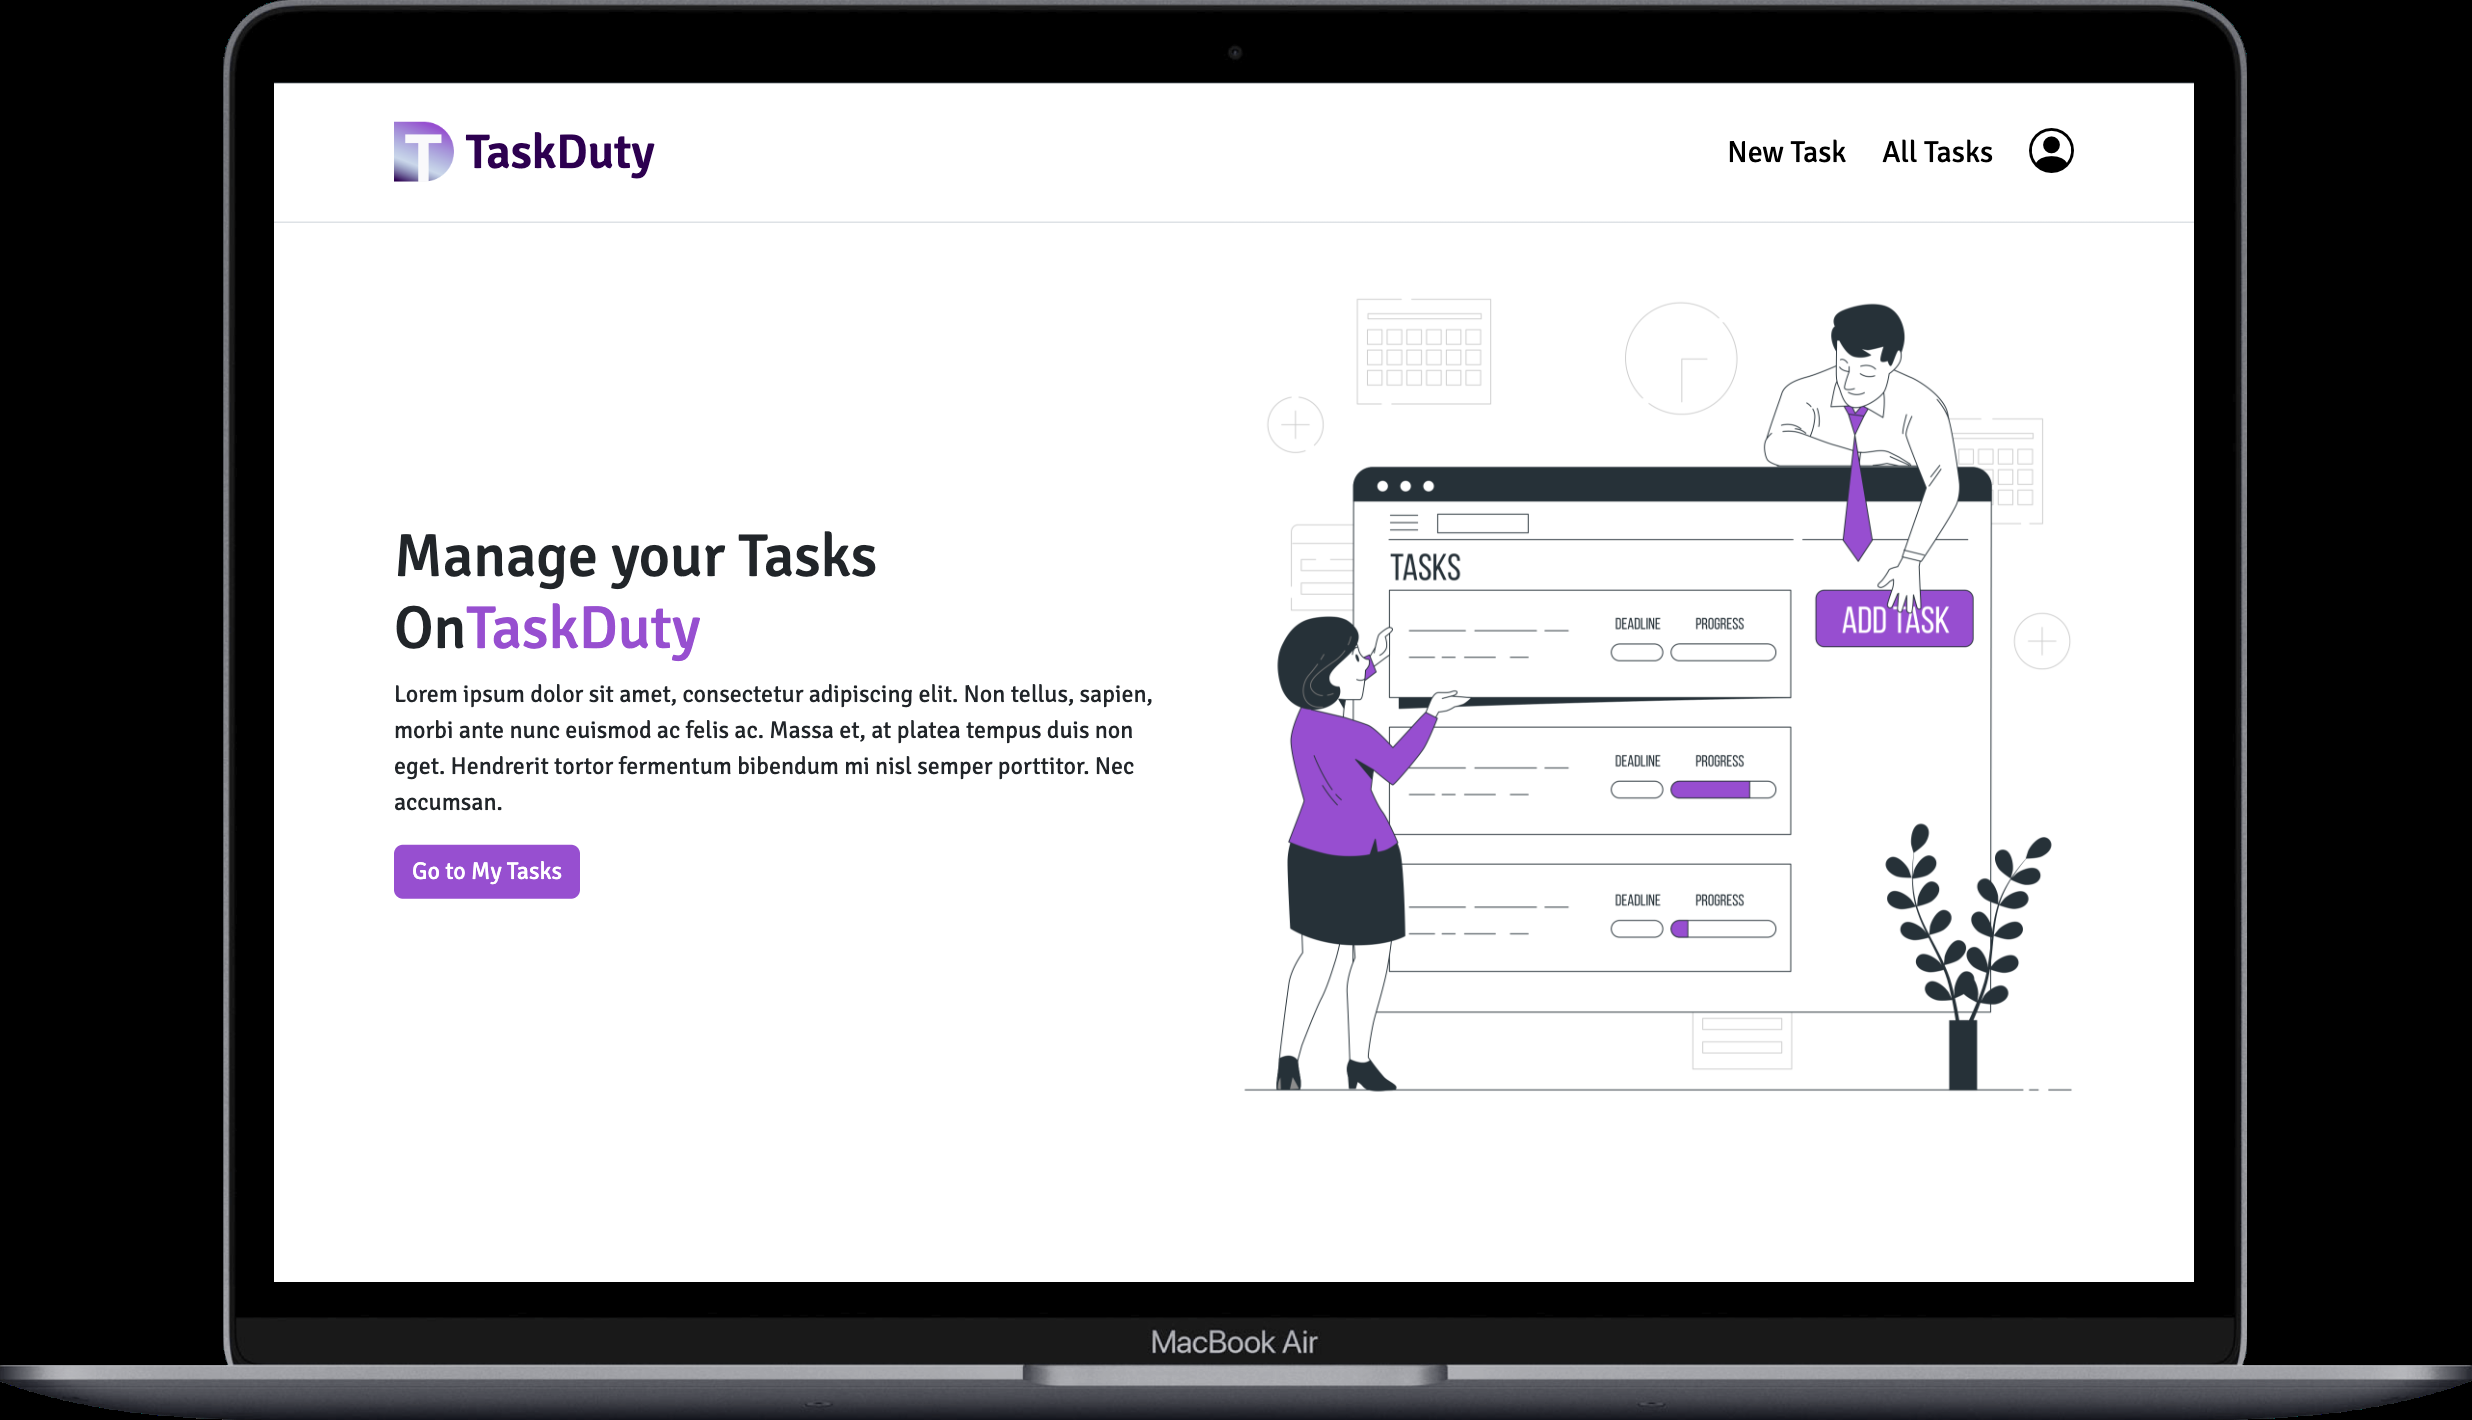 T TaskDuty
New Task All Tasks
Manage your Tasks
OnTaskDuty
Lorem ipsum dolor sit amet, consectetur adipiscing elit. Non tellus, sapien,
morbi ante nunc euismod ac felis ac. Massa et, at platea tempus duis non
eget. Hendrerit tortor fermentum bibendum mi nisl semper porttitor. Nec
accumsan.
Go to My Tasks
TASKS
DEADLINE PROGRESS
ADD TASK
DEADLINE PROGRESS
DEADLINE PROGRESS
MacBook Air